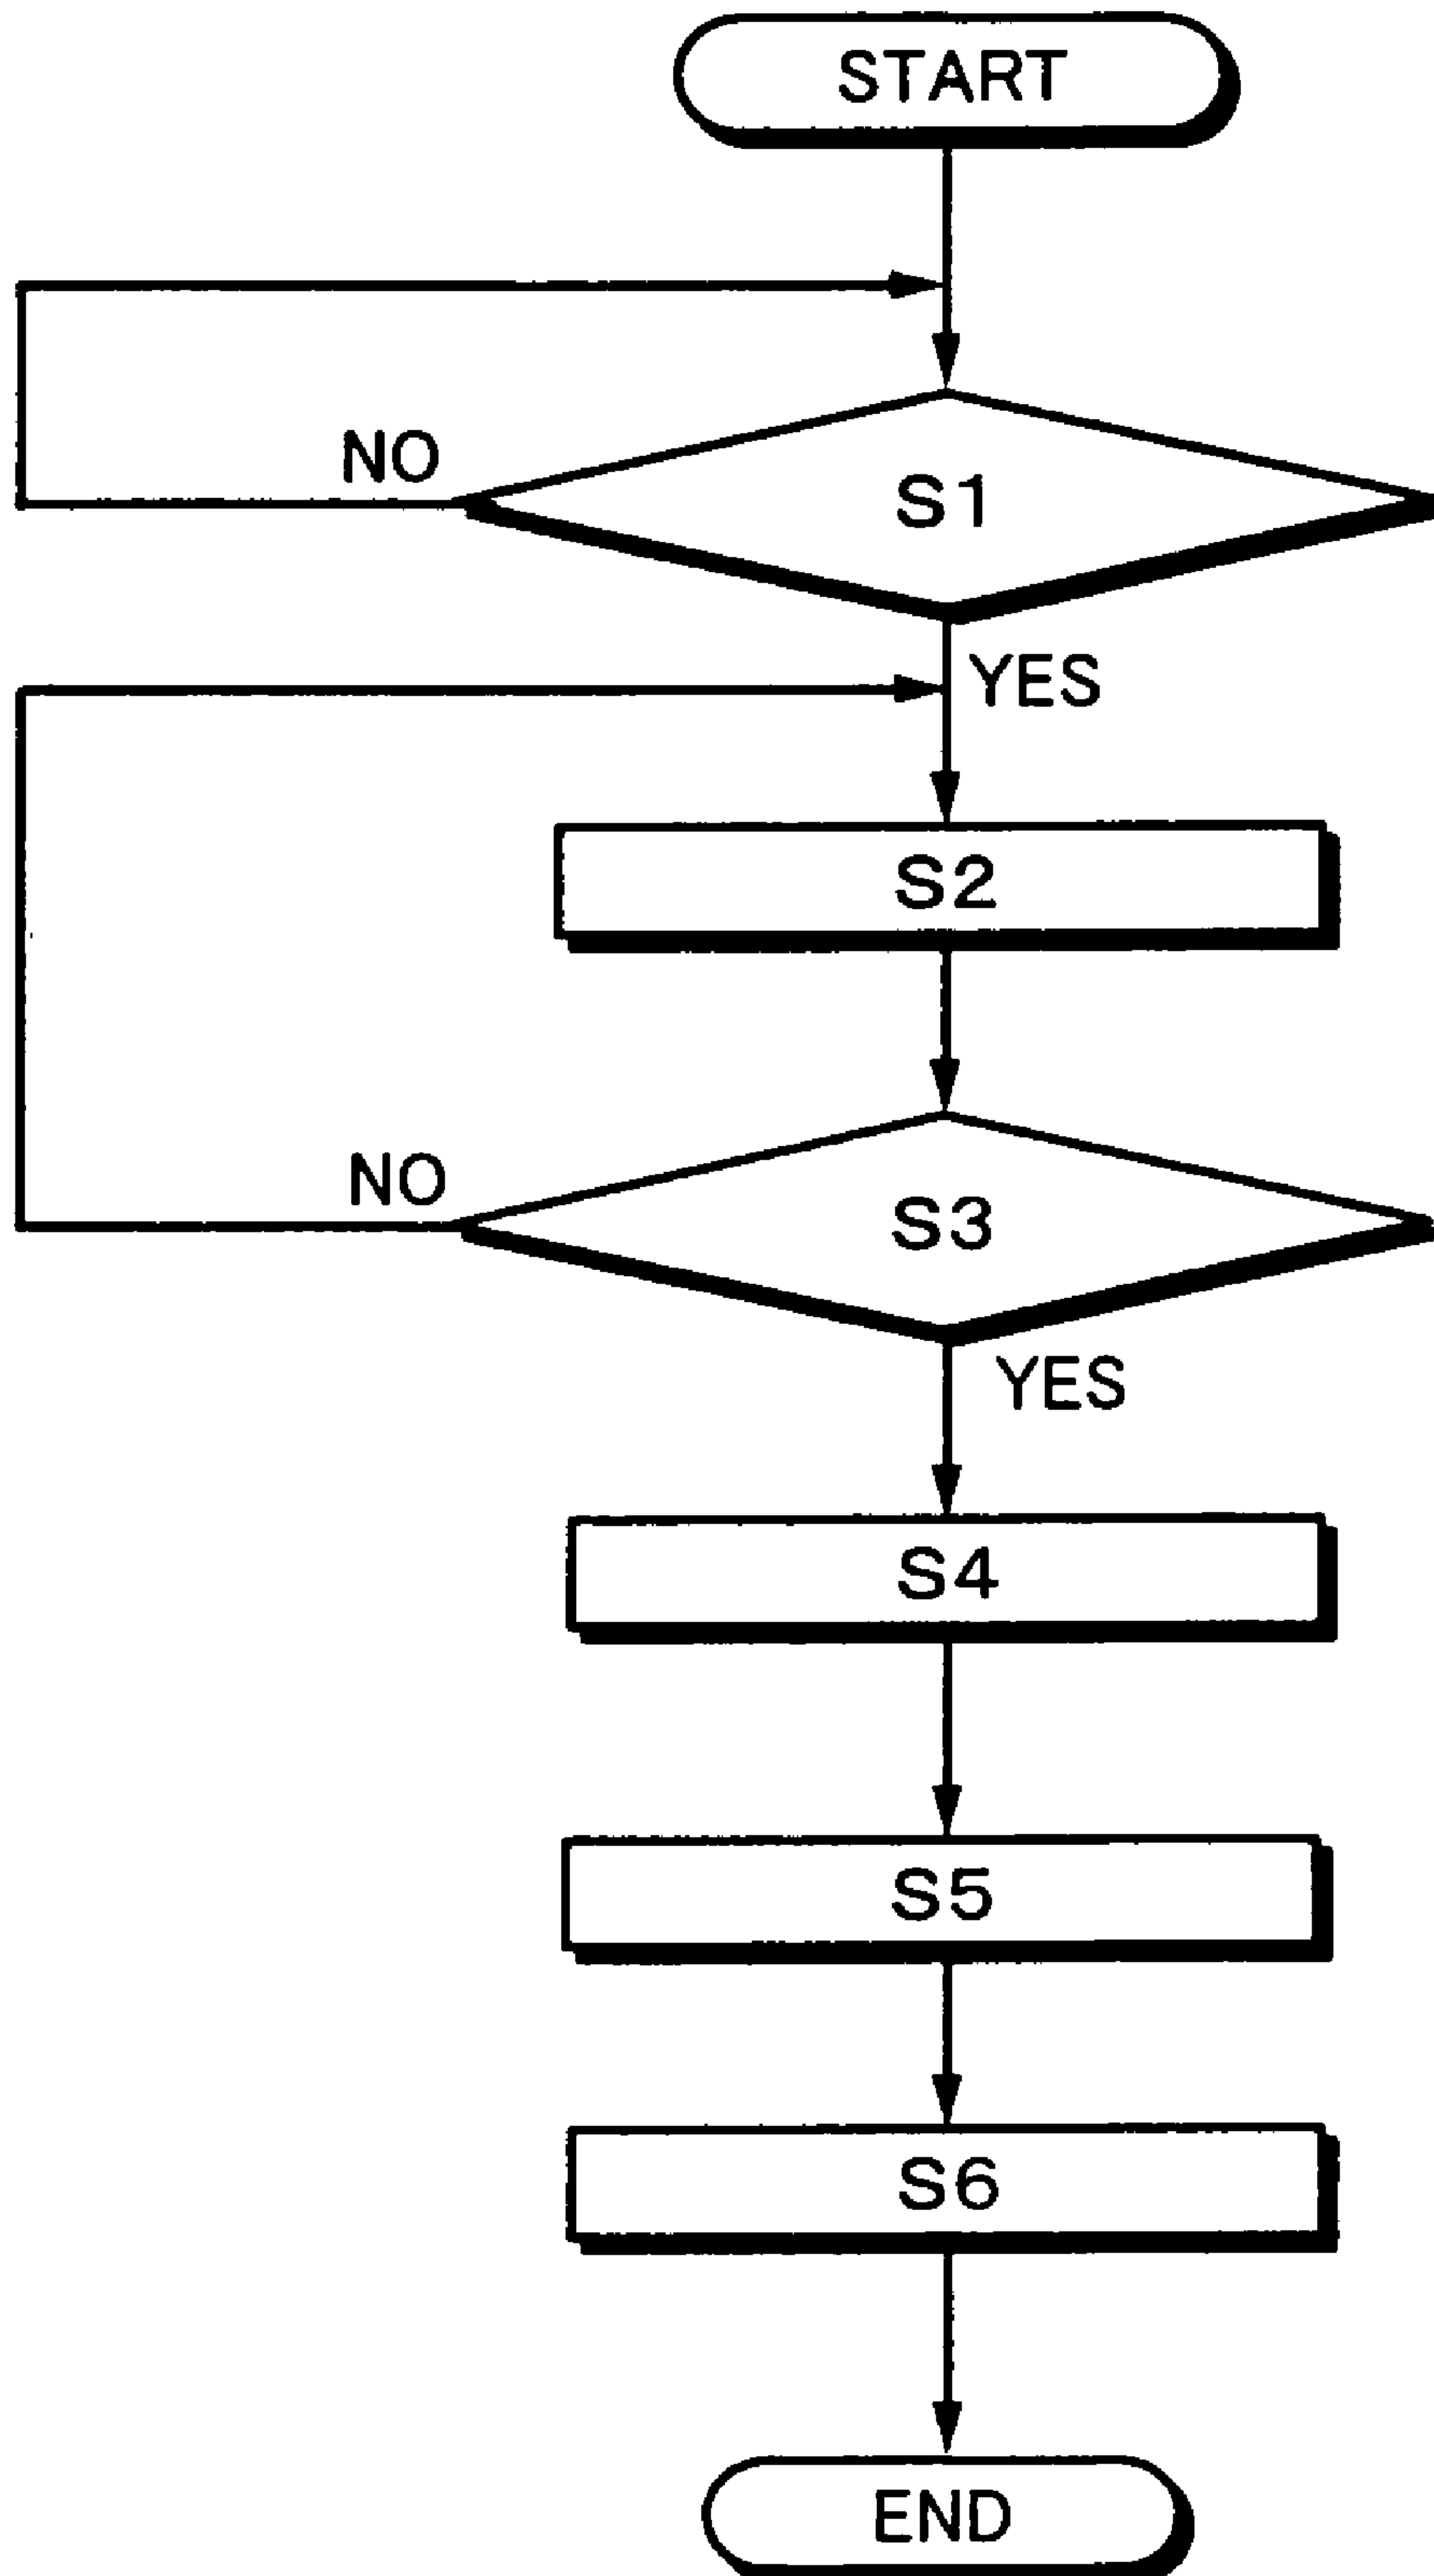 START
NO
S1
YES
S2
NO
S3
YES
S4
S5
S6
END